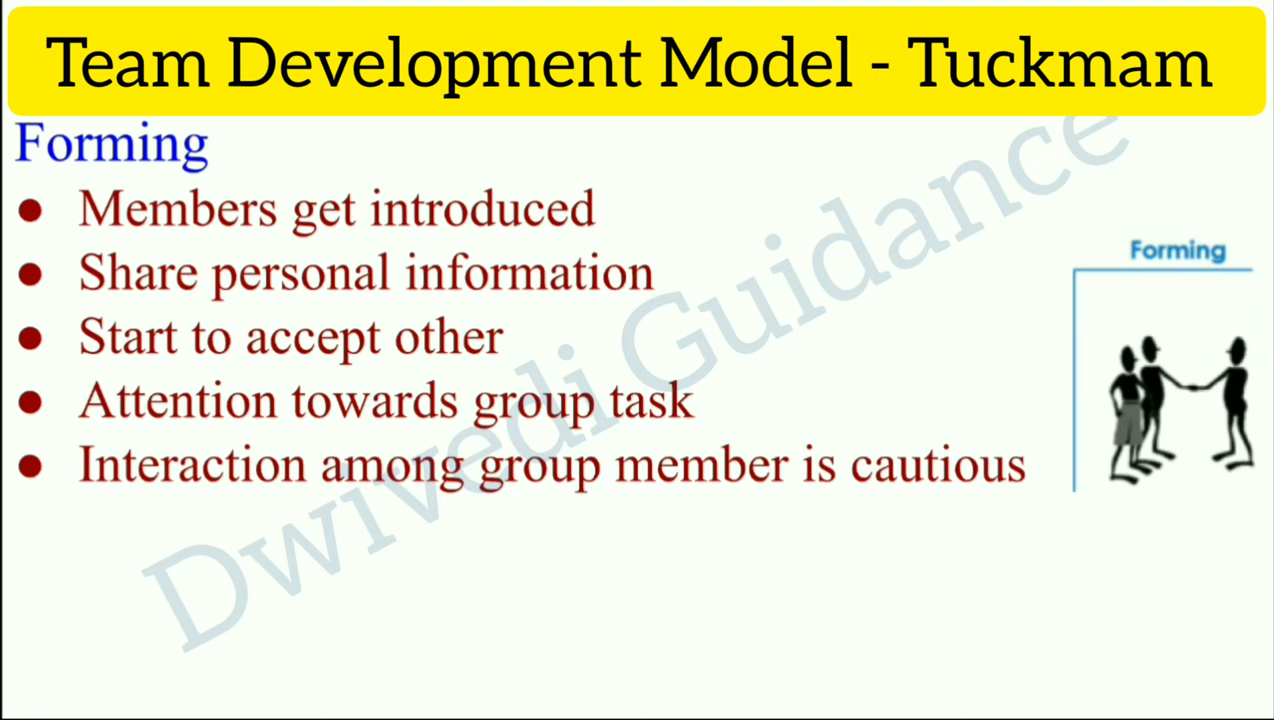 Team Development Model - Tuckmam
Forming
● Members get introduced
● Share personal information
● Start to accept other
● Attention towards group task
● Interaction among group member is cautious
Forming
Dwivedi Guidance